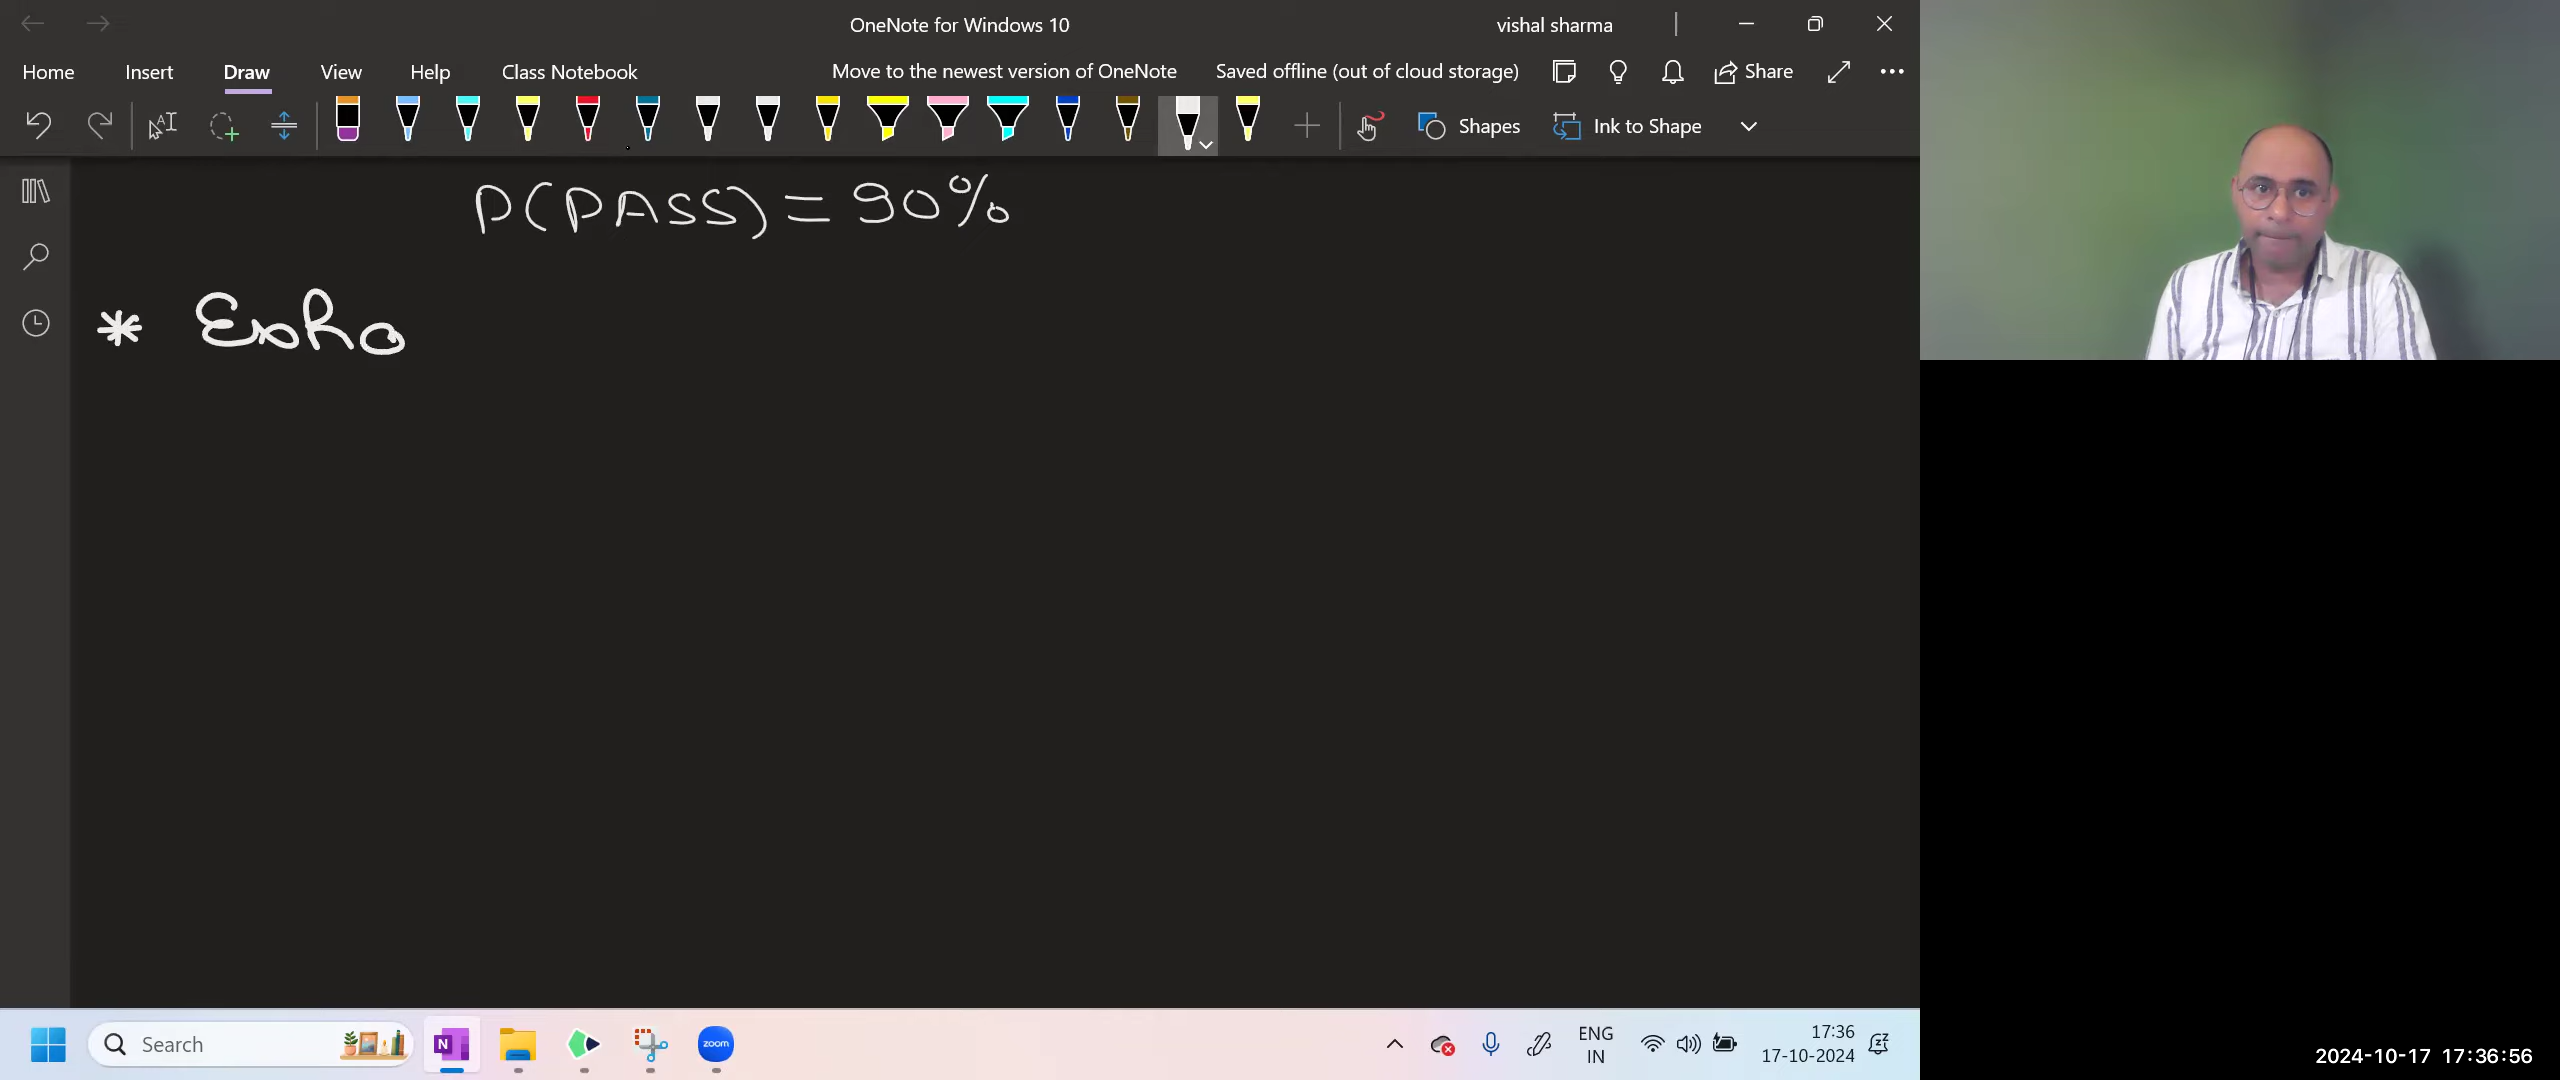 OneNote for Windows 10
vishal sharma
Home Insert Draw View Help Class Notebook Move to the newest version of OneNote Saved offline (out of cloud storage) Share
Shapes Ink to Shape
P(PASS) = 90%
*
Search
zoom
ENG
IN
17:36
17-10-2024
2024-10-17 17:36:56